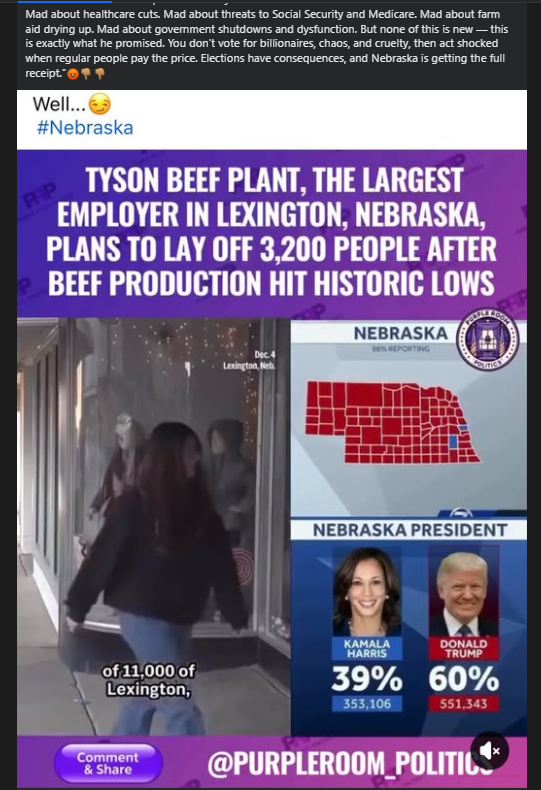 Mad about healthcare cuts. Mad about threats to Social Security and Medicare. Mad about farm
aid drying up. Mad about government shutdowns and dysfunction. But none of this is new — this
is exactly what he promised. You don't vote for billionaires, chaos, and cruelty, then act shocked
when regular people pay the price. Elections have consequences, and Nebraska is getting the full
receipt."😡👎🏽👎🏽
Well...😏
#Nebraska
TYSON BEEF PLANT, THE LARGEST
EMPLOYER IN LEXINGTON, NEBRASKA,
PLANS TO LAY OFF 3,200 PEOPLE AFTER
BEEF PRODUCTION HIT HISTORIC LOWS
Dec. 4
Lexington, Neb.
NEBRASKA
98% REPORTING
PURPLE ROOM
POLITICS
NEBRASKA PRESIDENT
KAMALA
HARRIS
39%
353,106
DONALD
TRUMP
60%
551,343
of 11,000 of
Lexington,
Comment
& Share
@PURPLEROOM_POLITICS